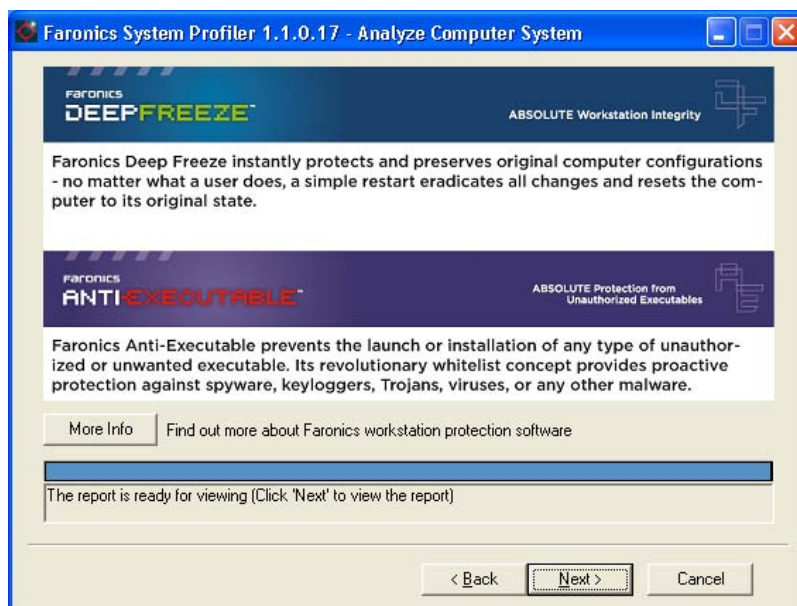 Faronics System Profiler 1.1.0.17 - Analyze Computer System
Faronics
DEEPFREEZE™
ABSOLUTE Workstation Integrity
Faronics Deep Freeze instantly protects and preserves original computer configurations
- no matter what a user does, a simple restart eradicates all changes and resets the com-
puter to its original state.
Faronics
ANTI-EXECUTABLE™
ABSOLUTE Protection from
Unauthorized Executables
Faronics Anti-Executable prevents the launch or installation of any type of unauthor-
ized or unwanted executable. Its revolutionary whitelist concept provides proactive
protection against spyware, keyloggers, Trojans, viruses, or any other malware.
More Info
Find out more about Faronics workstation protection software
The report is ready for viewing (Click 'Next' to view the report)
< Back
Next >
Cancel